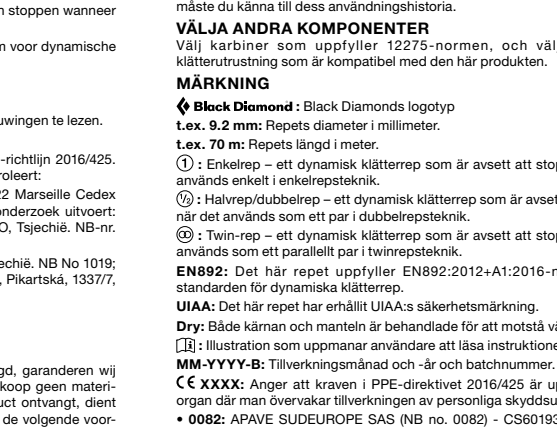 n stoppen wanneer
m voor dynamische
uwingen te lezen.
-richtlijn 2016/425.
roleert:
22 Marseille Cedex
onderzoek uitvoert:
O, Tsjechië. NB-nr.
echië. NB No 1019;
, Pikartská, 1337/7,
gd, garanderen wij
koop geen materi-
uct ontvangt, dient
de volgende voor-
måste du känna till dess användningshistoria.
VÄLJA ANDRA KOMPONENTER
Välj karbiner som uppfyller 12275-normen, och väl
klätterutrustning som är kompatibel med den här produkten.
MÄRKNING
Black Diamond : Black Diamonds logotyp
t.ex. 9.2 mm: Repets diameter i millimeter.
t.ex. 70 m: Repets längd i meter.
① : Enkelrep – ett dynamisk klätterrep som är avsett att stop
används enkelt i enkelrepsteknik.
½ : Halvrep/dubbelrep – ett dynamisk klätterrep som är avset
när det används som ett par i dubbelrepsteknik.
∞ : Twin-rep – ett dynamisk klätterrep som är avsett att stop
används som ett parallellt par i twinrepsteknik.
EN892: Det här repet uppfyller EN892:2012+A1:2016-n
standarden för dynamiska klätterrep.
UIAA: Det här repet har erhållit UIAA:s säkerhetsmärkning.
Dry: Både kärnan och manteln är behandlade för att motstå vä
: Illustration som uppmanar användare att läsa instruktione
MM-YYYY-B: Tillverkningsmånad och -år och batchnummer.
CE XXXX: Anger att kraven i PPE-direktivet 2016/425 är up
organ där man övervakar tillverkningen av personliga skyddsu
• 0082: APAVE SUDEUROPE SAS (NB no. 0082) - CS60193